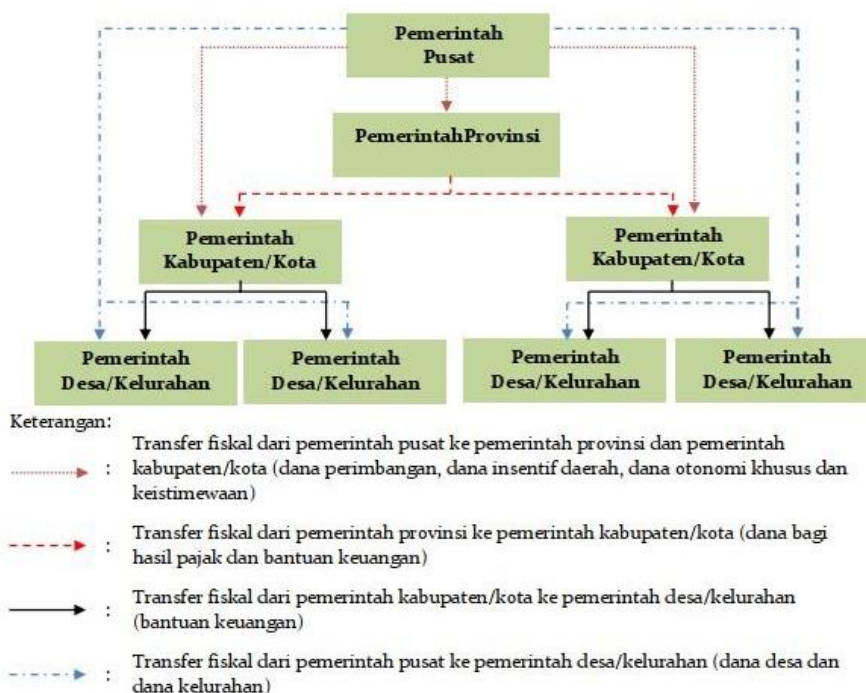 Pemerintah
Pusat
PemerintahProvinsi
Pemerintah
Kabupaten/Kota
Pemerintah
Kabupaten/Kota
Pemerintah
Desa/Kelurahan
Pemerintah
Desa/Kelurahan
Pemerintah
Desa/Kelurahan
Pemerintah
Desa/Kelurahan
Keterangan:
: Transfer fiskal dari pemerintah pusat ke pemerintah provinsi dan pemerintah
kabupaten/kota (dana perimbangan, dana insentif daerah, dana otonomi khusus dan
keistimewaan)
: Transfer fiskal dari pemerintah provinsi ke pemerintah kabupaten/kota (dana bagi
hasil pajak dan bantuan keuangan)
: Transfer fiskal dari pemerintah kabupaten/kota ke pemerintah desa/kelurahan
(bantuan keuangan)
: Transfer fiskal dari pemerintah pusat ke pemerintah desa/kelurahan (dana desa dan
dana kelurahan)